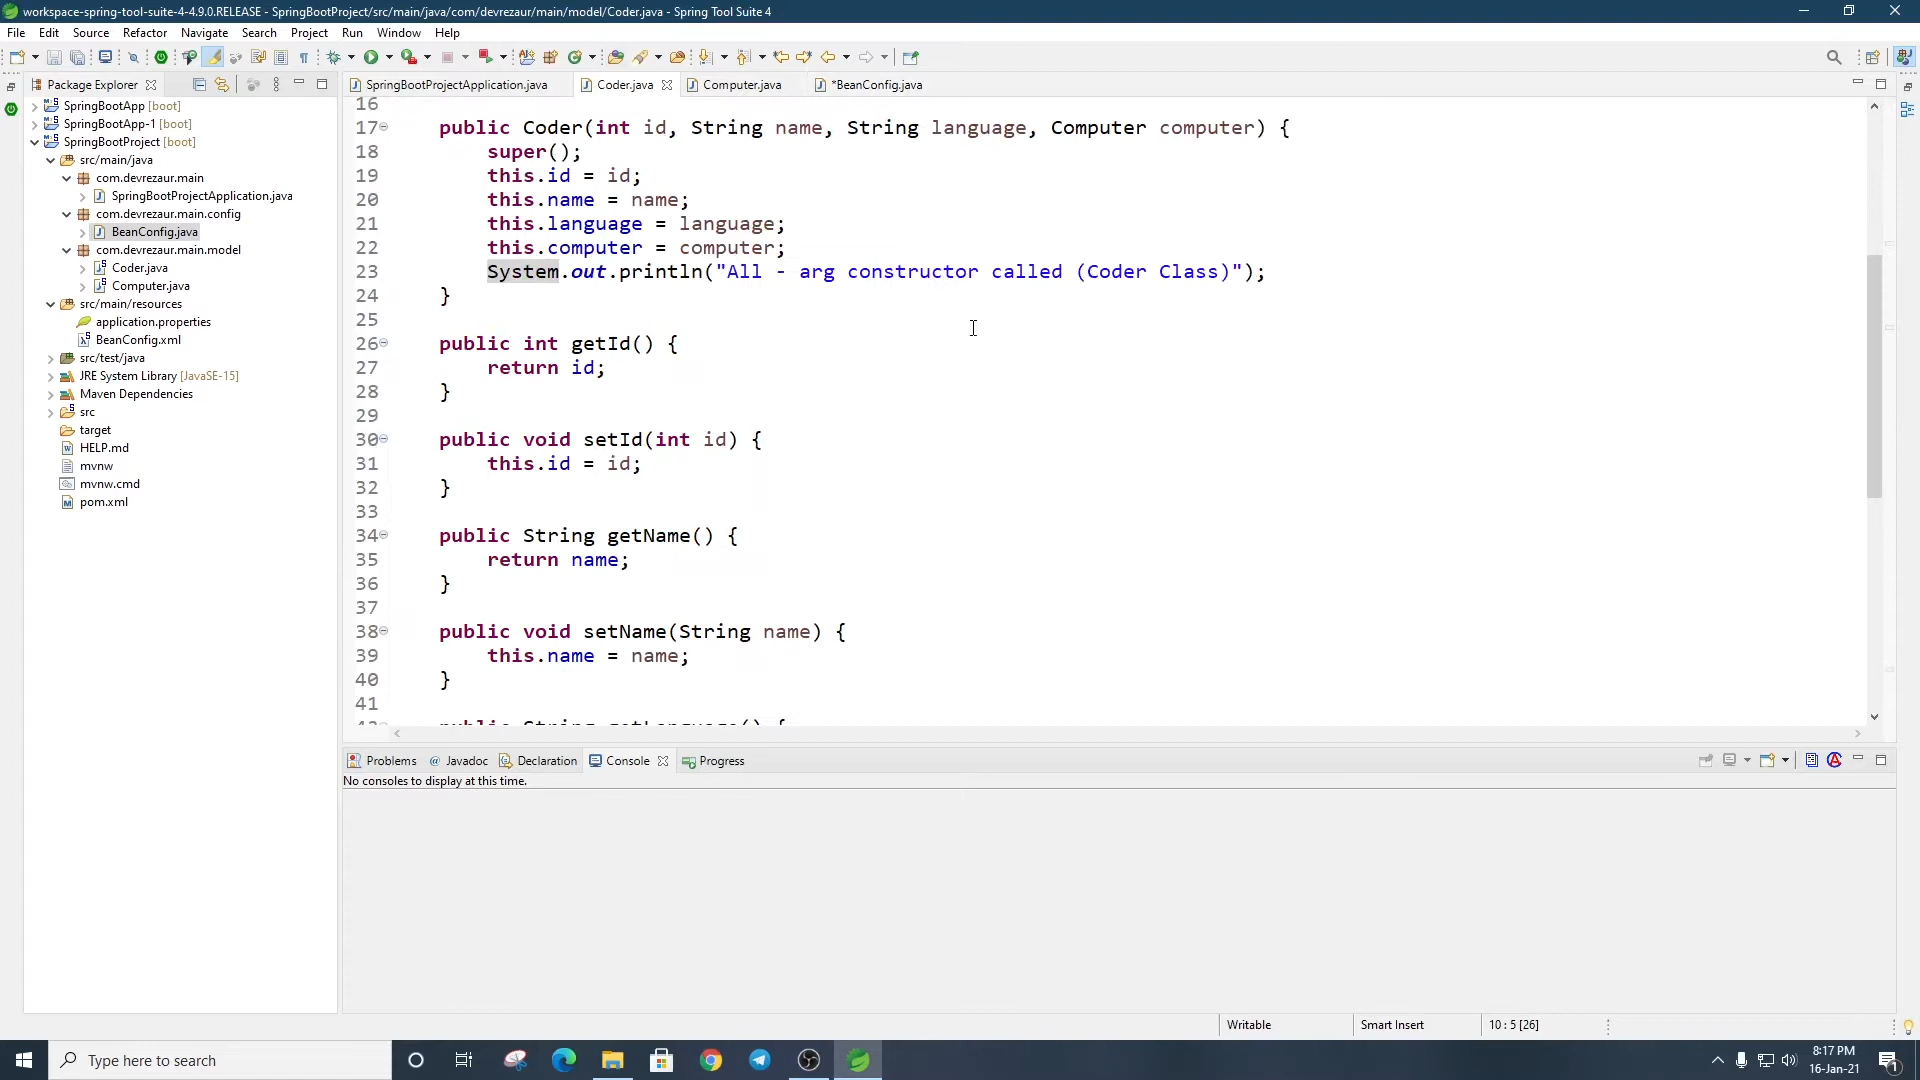 workspace-spring-tool-suite-4-4.9.0.RELEASE - SpringBootProject/src/main/java/com/devrezaur/main/model/Coder.java - Spring Tool Suite 4
File Edit Source Refactor Navigate Search Project Run Window Help
Package Explorer
SpringBootApp [boot]
SpringBootApp-1 [boot]
SpringBootProject [boot]
src/main/java
com.devrezaur.main
SpringBootProjectApplication.java
com.devrezaur.main.config
BeanConfig.java
com.devrezaur.main.model
Coder.java
Computer.java
src/main/resources
application.properties
BeanConfig.xml
src/test/java
JRE System Library [JavaSE-15]
Maven Dependencies
src
target
HELP.md
mvnw
mvnw.cmd
pom.xml
SpringBootProjectApplication.java Coder.java Computer.java *BeanConfig.java
16
17 public Coder(int id, String name, String language, Computer computer) {
18 super();
19 this.id = id;
20 this.name = name;
21 this.language = language;
22 this.computer = computer;
23 System.out.println("All - arg constructor called (Coder Class)");
24 }
25
26 public int getId() {
27 return id;
28 }
29
30 public void setId(int id) {
31 this.id = id;
32 }
33
34 public String getName() {
35 return name;
36 }
37
38 public void setName(String name) {
39 this.name = name;
40 }
41
Problems @ Javadoc Declaration Console Progress
No consoles to display at this time.
Writable Smart Insert 10 : 5 [26]
Type here to search
8:17 PM
16-Jan-21
1